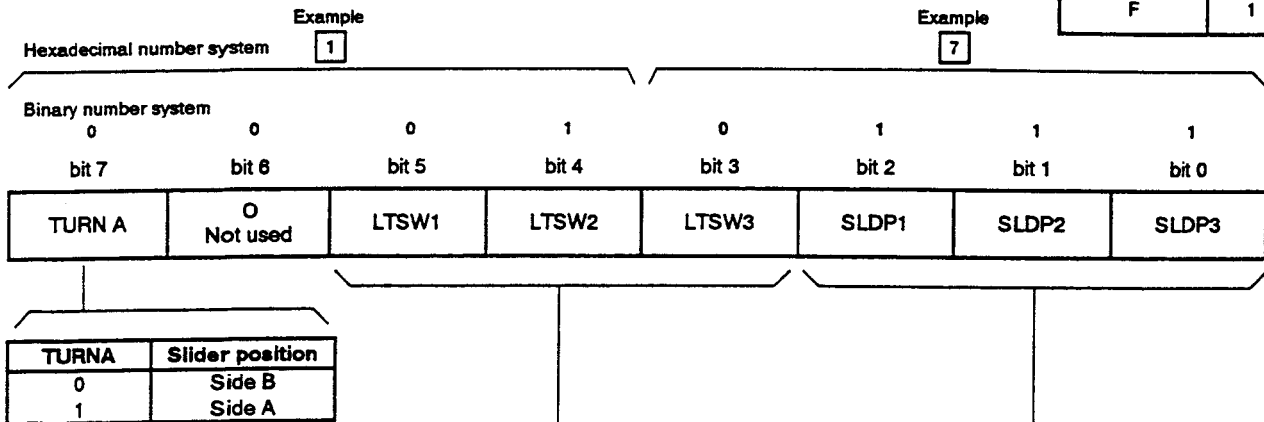 F 1
Example Example
Hexadecimal number system 1 7
Binary number system
0 0 0 1 0 1 1 1
bit 7 bit 6 bit 5 bit 4 bit 3 bit 2 bit 1 bit 0
TURN A O Not used LTSW1 LTSW2 LTSW3 SLDP1 SLDP2 SLDP3
TURNA Slider position
0 Side B
1 Side A